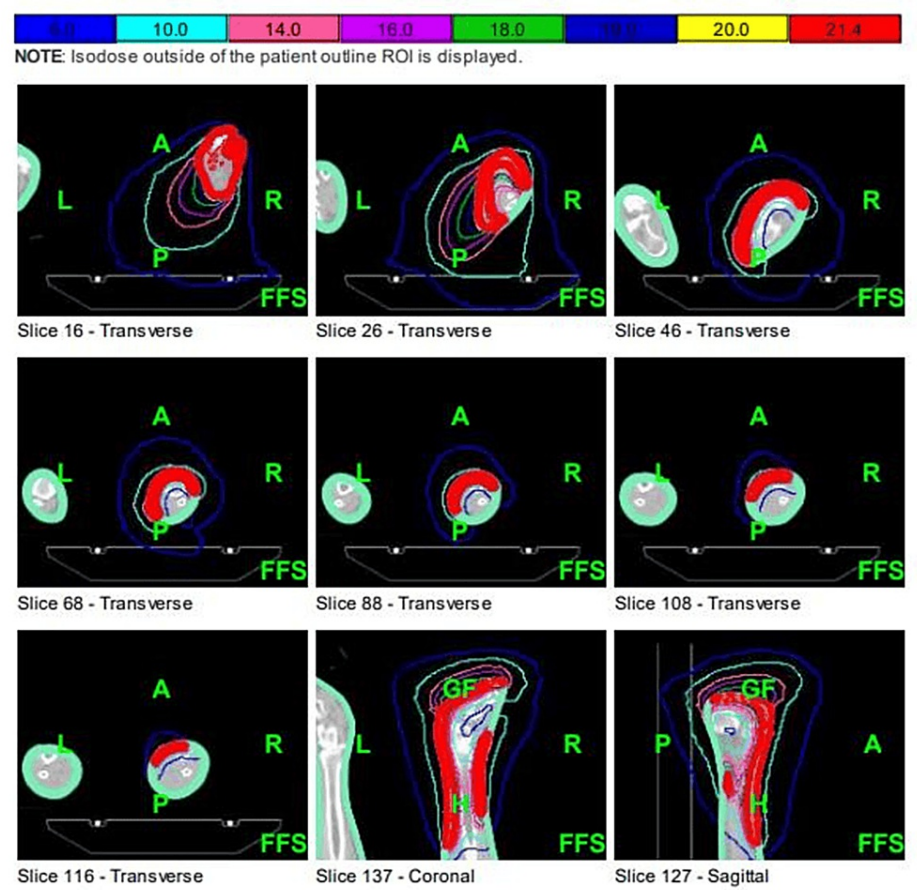 10.0 14.0 16.0 18.0 20.0 21.4
NOTE: Isodose outside of the patient outline ROI is displayed.
A A A
L R L R L R
P P P
FFS FFS FFS
Slice 16 - Transverse Slice 26 - Transverse Slice 46 - Transverse
A A A
L R L R L R
P P P
FFS FFS FFS
Slice 68 - Transverse Slice 88 - Transverse Slice 108 - Transverse
A GF GF
L R L R P A
P H H
FFS FFS FFS
Slice 116 - Transverse Slice 137 - Coronal Slice 127 - Sagittal